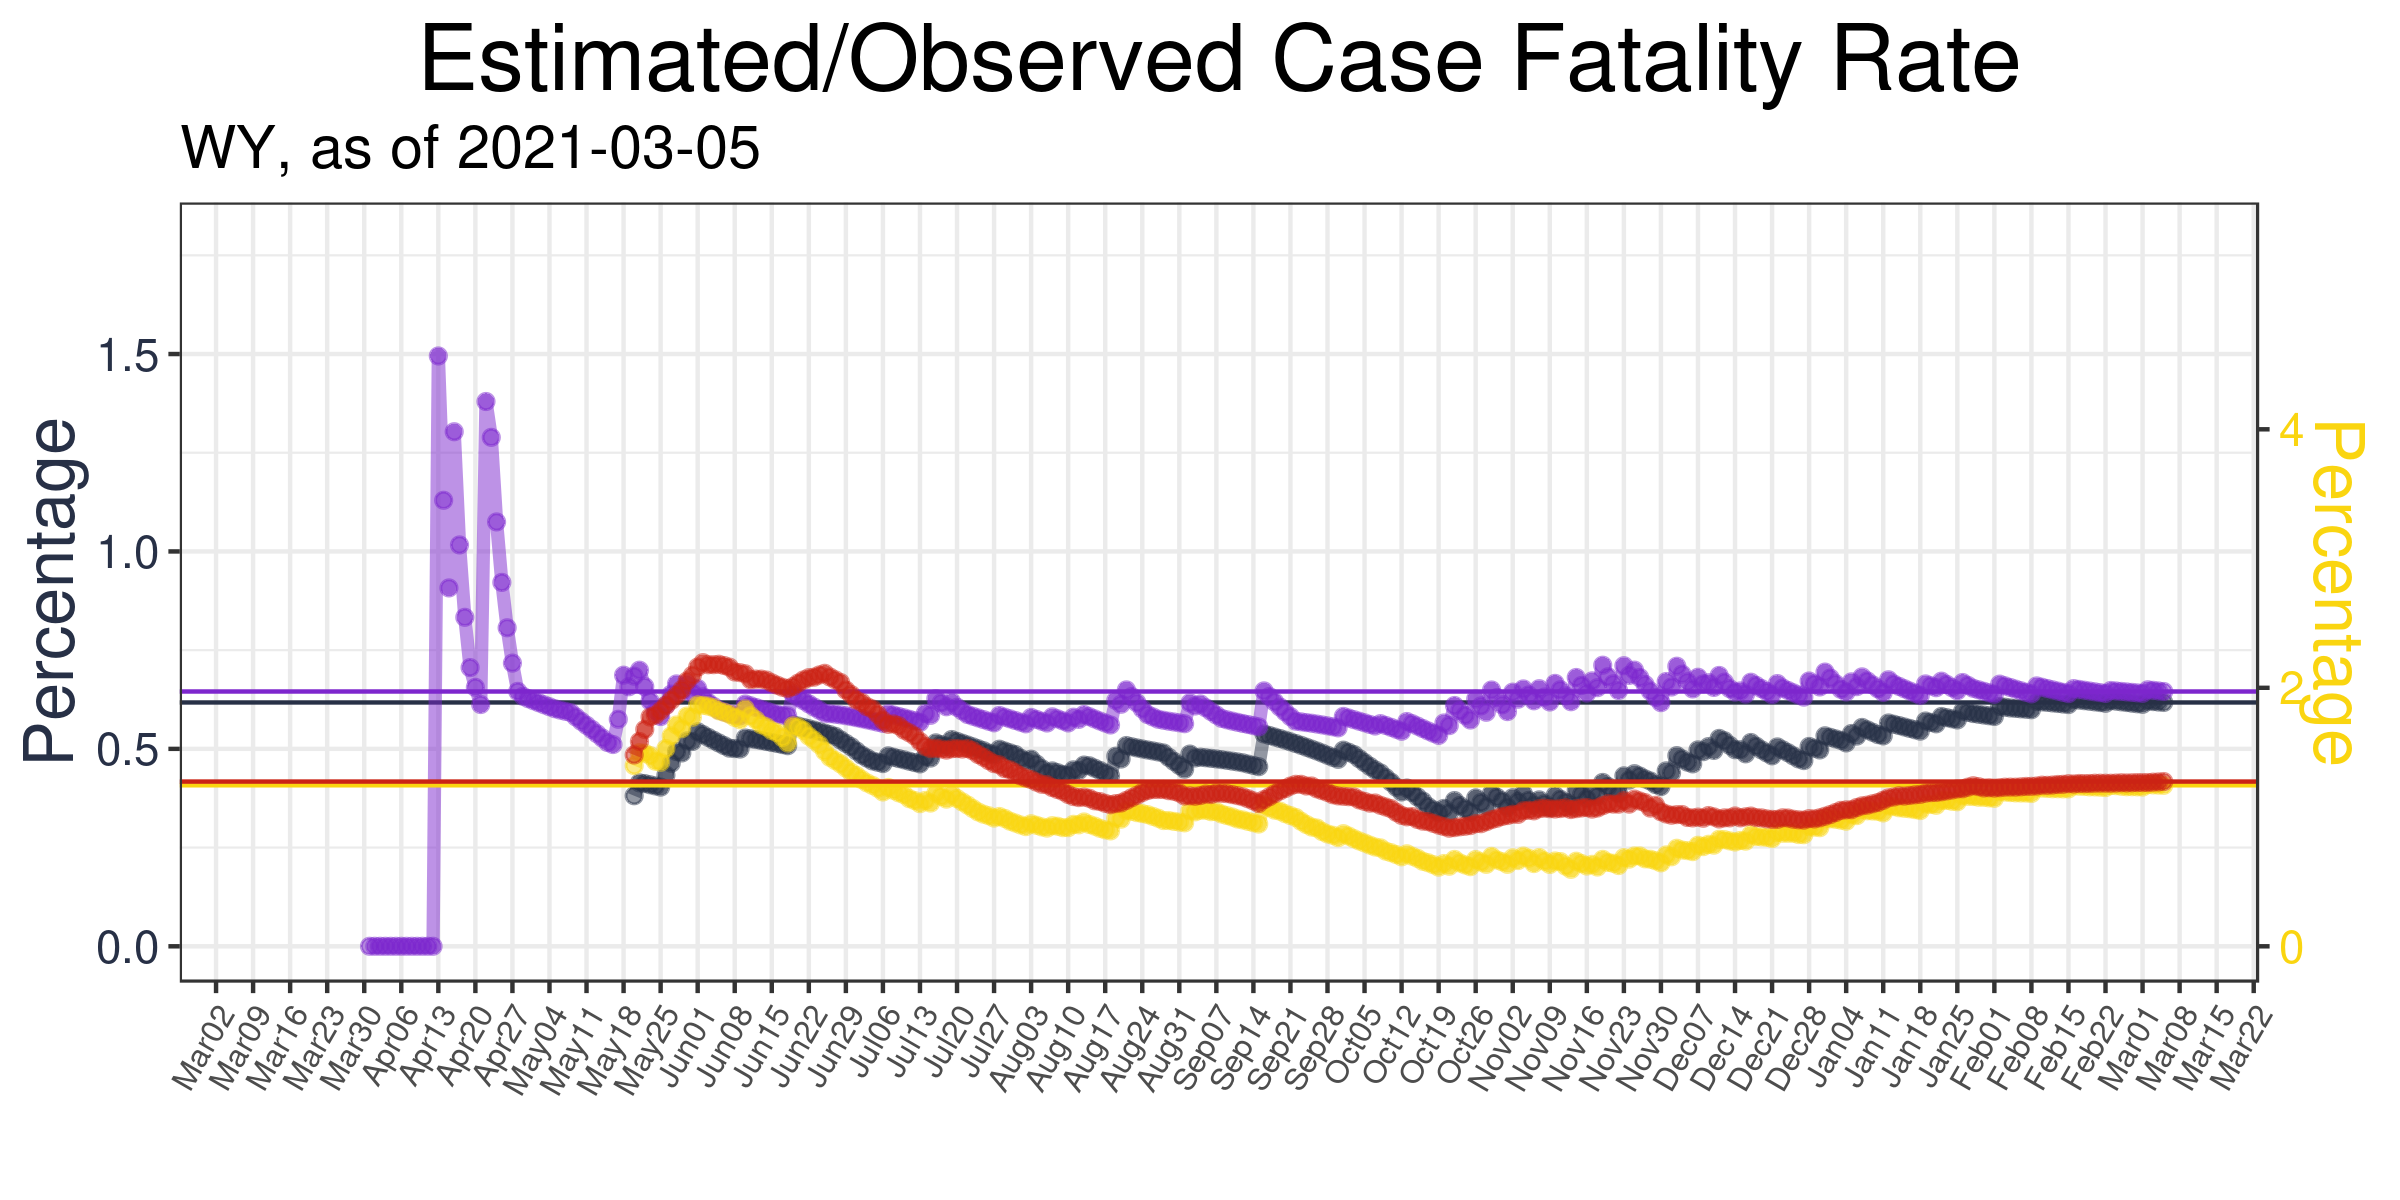 Estimated/Observed Case Fatality Rate
WY, as of 2021-03-05
Percentage
1.5
1.0
0.5
0.0
4
2
0
Percentage
Mar02
Mar09
Mar16
Mar23
Mar30
Apr06
Apr13
Apr20
Apr27
May04
May11
May18
May25
Jun01
Jun08
Jun15
Jun22
Jun29
Jul06
Jul13
Jul20
Jul27
Aug03
Aug10
Aug17
Aug24
Aug31
Sep07
Sep14
Sep21
Sep28
Oct05
Oct12
Oct19
Oct26
Nov02
Nov09
Nov16
Nov23
Nov30
Dec07
Dec14
Dec21
Dec28
Jan04
Jan11
Jan18
Jan25
Feb01
Feb08
Feb15
Feb22
Mar01
Mar08
Mar15
Mar22